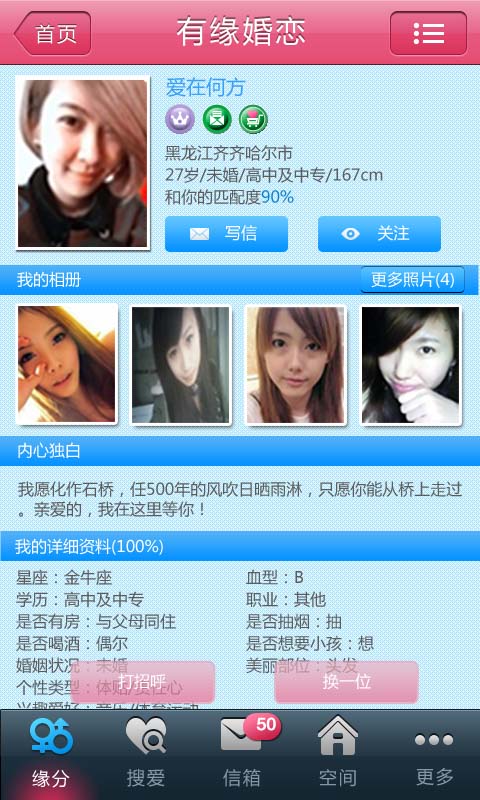 首页
有缘婚恋
爱在何方
黑龙江齐齐哈尔市
27岁/未婚/高中及中专/167cm
和你的匹配度90%
写信
关注
我的相册
更多照片(4)
内心独白
我愿化作石桥，任500年的风吹日晒雨淋，只愿你能从桥上走过
。亲爱的，我在这里等你！
我的详细资料(100%)
星座：金牛座 血型：B
学历：高中及中专 职业：其他
是否有房：与父母同住 是否抽烟：抽
是否喝酒：偶尔 是否想要小孩：想
婚姻状况：未婚 美丽部位：头发
打招呼 换一位
个性类型：体贴/责任心
兴趣爱好：音乐/体育运动
50
缘分 搜爱 信箱 空间 更多